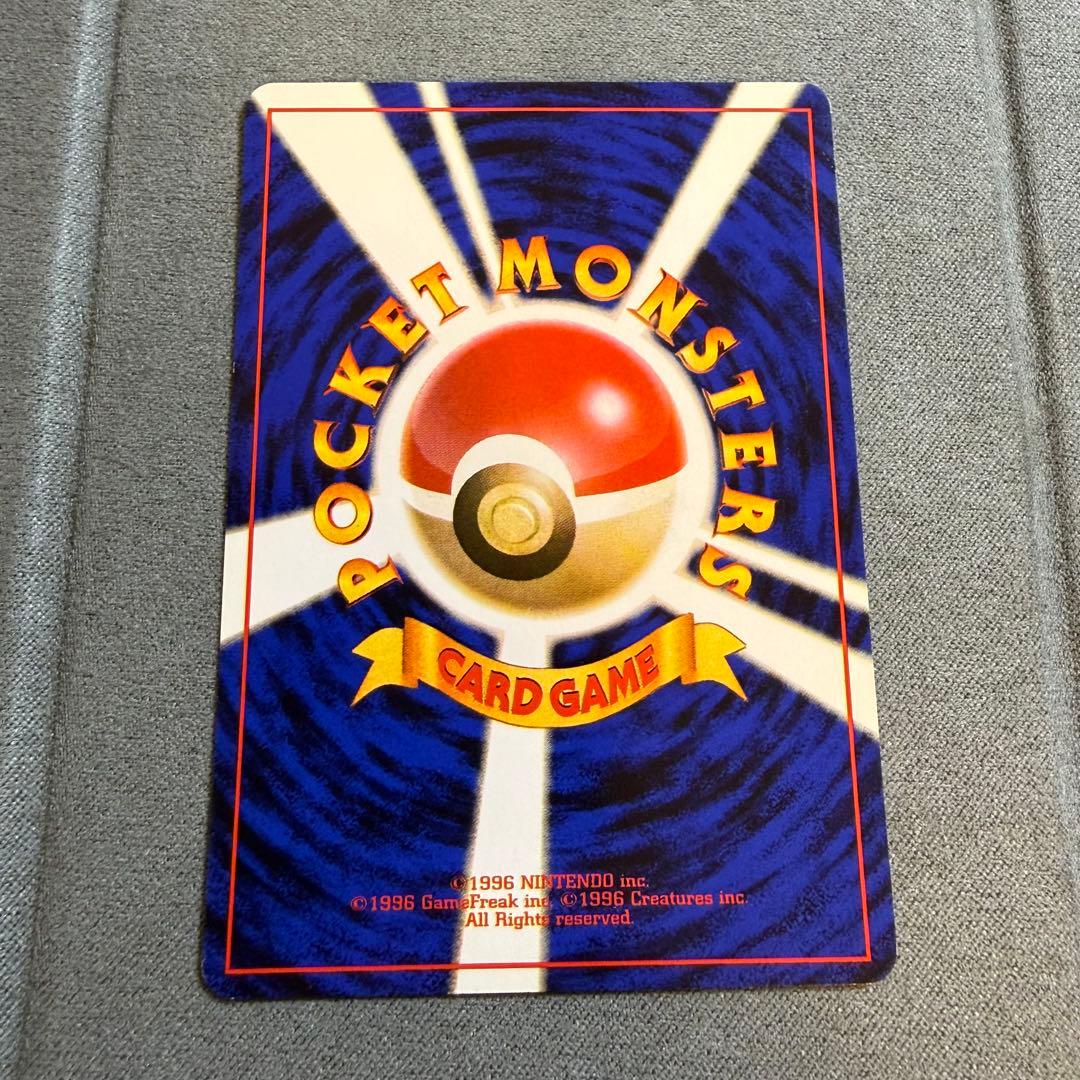 POCKET MONSTERS
CARD GAME
©1996 NINTENDO inc.
©1996 GameFreak inc. ©1996 Creatures inc.
All Rights reserved.